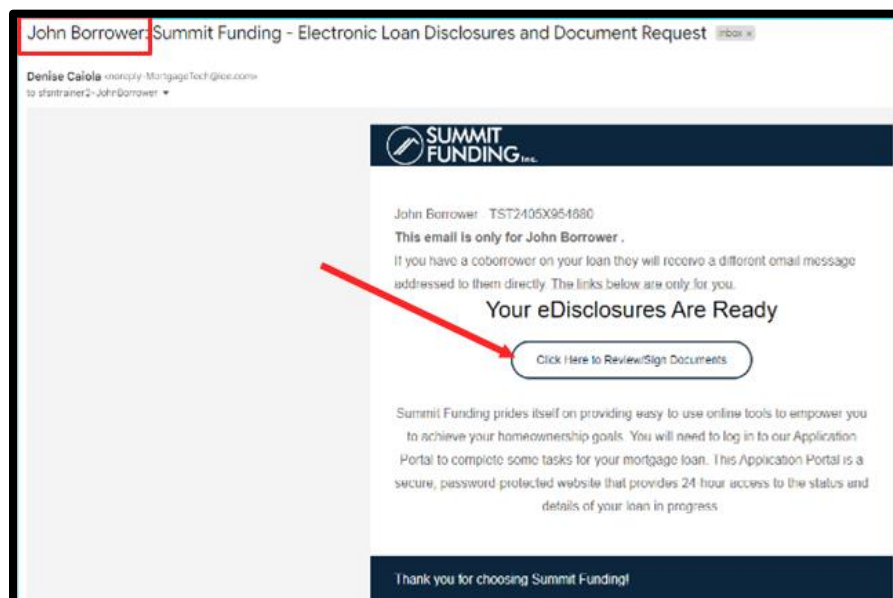 John Borrower: Summit Funding - Electronic Loan Disclosures and Document Request Inbox x
Denise Caiola <noreply-MortgageTech@ice.com>
to sfsntrainer2+JohnBorrower
SUMMIT
FUNDING Inc.
John Borrower TST2405X954680
This email is only for John Borrower .
If you have a coborrower on your loan they will receive a different email message
addressed to them directly. The links below are only for you.
Your eDisclosures Are Ready
Click Here to Review/Sign Documents
Summit Funding prides itself on providing easy to use online tools to empower you
to achieve your homeownership goals. You will need to log in to our Application
Portal to complete some tasks for your mortgage loan. This Application Portal is a
secure, password protected website that provides 24 hour access to the status and
details of your loan in progress
Thank you for choosing Summit Funding!